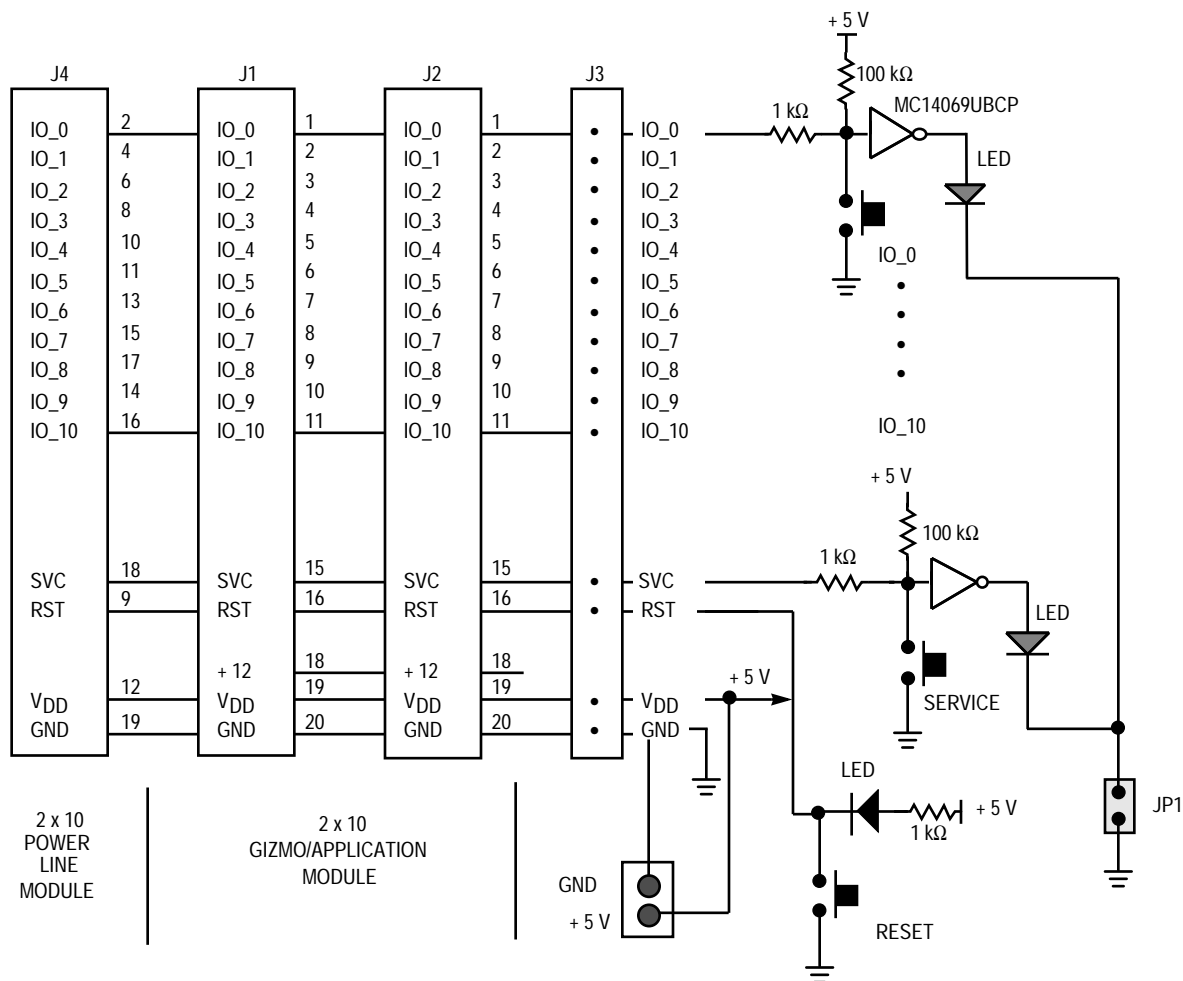 + 5 V
J4 J1 J2 J3
100 kΩ
1 kΩ
MC14069UBCP
LED
IO_0 2 IO_0 1 IO_0 1 IO_0
IO_1 4 IO_1 2 IO_1 2 IO_1
IO_2 6 IO_2 3 IO_2 3 IO_2
IO_3 8 IO_3 4 IO_3 4 IO_3
IO_4 10 IO_4 5 IO_4 5 IO_4
IO_5 11 IO_5 6 IO_5 6 IO_5
IO_6 13 IO_6 7 IO_6 7 IO_6
IO_7 15 IO_7 8 IO_7 8 IO_7
IO_8 17 IO_8 9 IO_8 9 IO_8
IO_9 14 IO_9 10 IO_9 10 IO_9
IO_10 16 IO_10 11 IO_10 11 IO_10
IO_0
IO_10
+ 5 V
100 kΩ
1 kΩ
LED
SERVICE
SVC 18 SVC 15 SVC 15 SVC
RST 9 RST 16 RST 16 RST
+ 12 18 + 12 18
VDD 12 VDD 19 VDD 19 VDD
GND 19 GND 20 GND 20 GND
+ 5 V
LED
1 kΩ
+ 5 V
JP1
RESET
2 x 10
POWER
LINE
MODULE
2 x 10
GIZMO/APPLICATION
MODULE
GND
+ 5 V